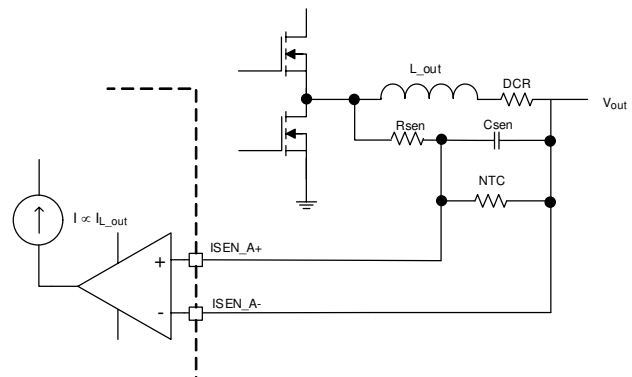 L_out
DCR
Vout
Rsen
Csen
NTC
I ∝ IL_out
ISEN_A+
+
-
ISEN_A-